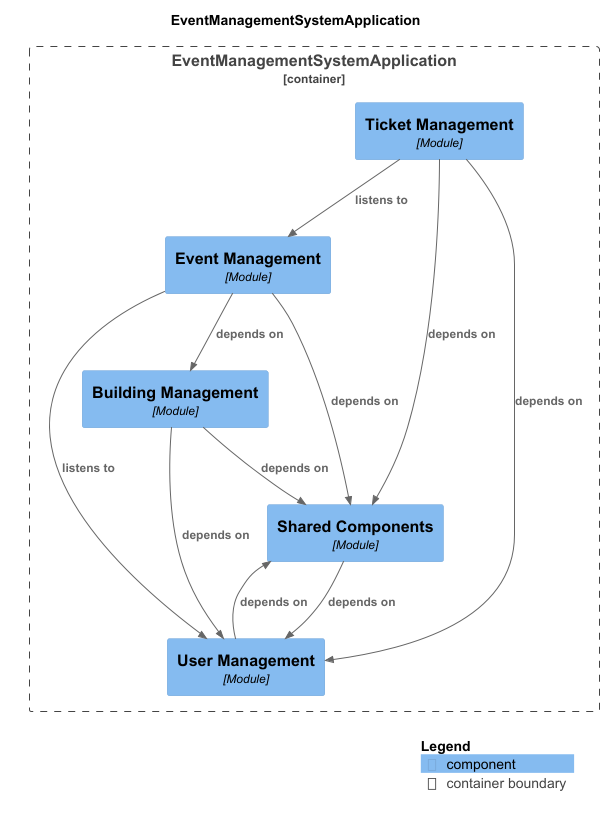 EventManagementSystemApplication
EventManagementSystemApplication
[container]
Ticket Management
[Module]
listens to
Event Management
[Module]
depends on
depends on
depends on
Building Management
[Module]
depends on
depends on
listens to
depends on
Shared Components
[Module]
depends on
depends on
depends on
User Management
[Module]
Legend
component
container boundary